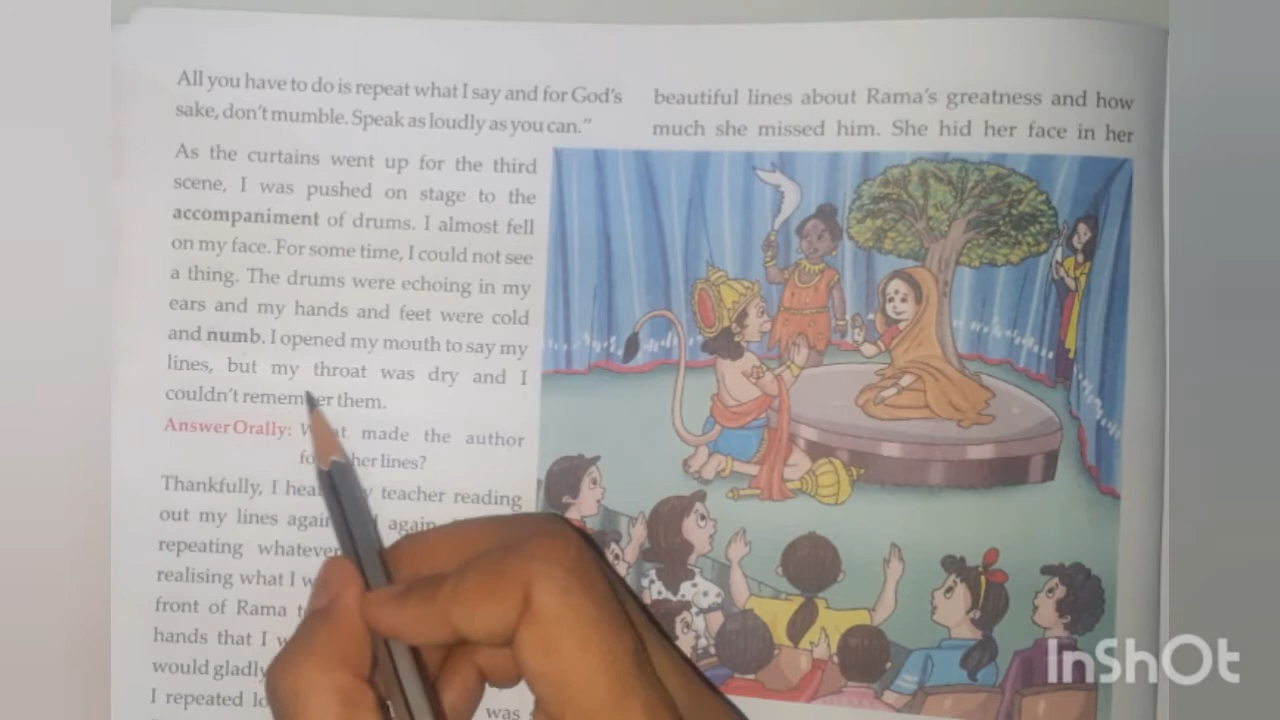 All you have to do is repeat what I say and for God's
sake, don't mumble. Speak as loudly as you can."
As the curtains went up for the third
scene, I was pushed on stage to the
accompaniment of drums. I almost fell
on my face. For some time, I could not see
a thing. The drums were echoing in my
ears and my hands and feet were cold
and numb. I opened my mouth to say my
lines, but my throat was dry and I
couldn't remember them.
Answer Orally: made the author
her lines?
Thankfully, I teacher reading
out my lines again again
repeating whatever
realising what I
front of Rama
hands that I
would gladly
I repeated
was
beautiful lines about Rama's greatness and how
much she missed him. She hid her face in her
InShOt